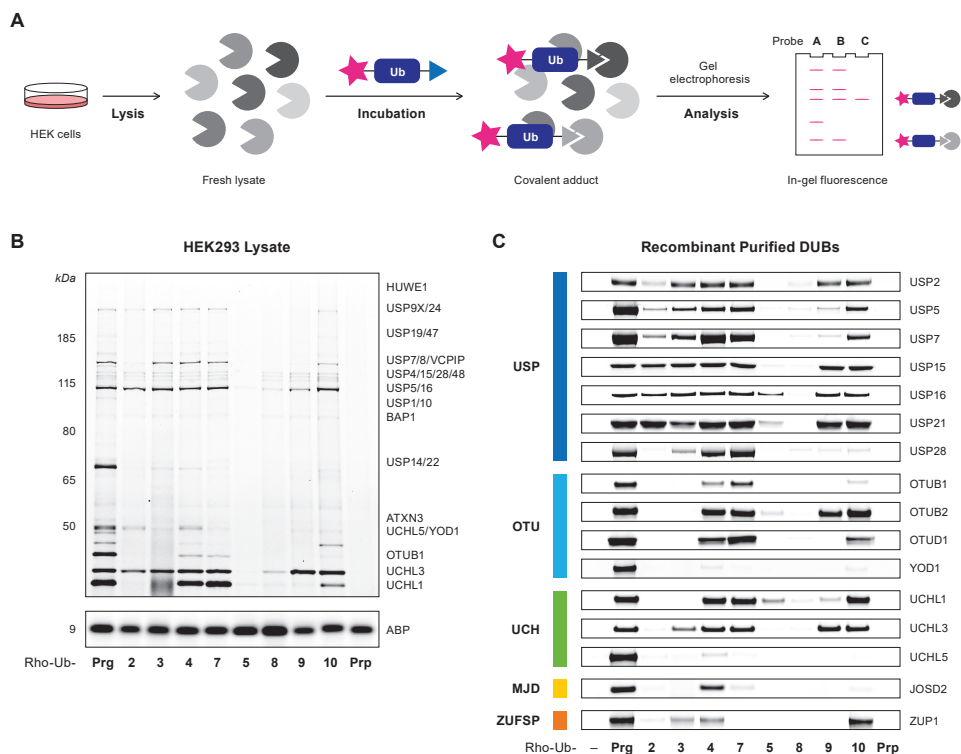 A
Probe A B C
Ub
Ub
Ub
Gel
electrophoresis
Lysis
Incubation
Analysis
HEK cells
Fresh lysate
Covalent adduct
In-gel fluorescence
B
HEK293 Lysate
kDa
185
115
80
65
50
9
HUWE1
USP9X/24
USP19/47
USP7/8/VCPIP
USP4/15/28/48
USP5/16
USP1/10
BAP1
USP14/22
ATXN3
UCHL5/YOD1
OTUB1
UCHL3
UCHL1
ABP
Rho-Ub- Prg 2 3 4 7 5 8 9 10 Prp
C
Recombinant Purified DUBs
USP
USP2
USP5
USP7
USP15
USP16
USP21
USP28
OTU
OTUB1
OTUB2
OTUD1
YOD1
UCH
UCHL1
UCHL3
UCHL5
MJD
JOSD2
ZUFSP
ZUP1
Rho-Ub- – Prg 2 3 4 7 5 8 9 10 Prp